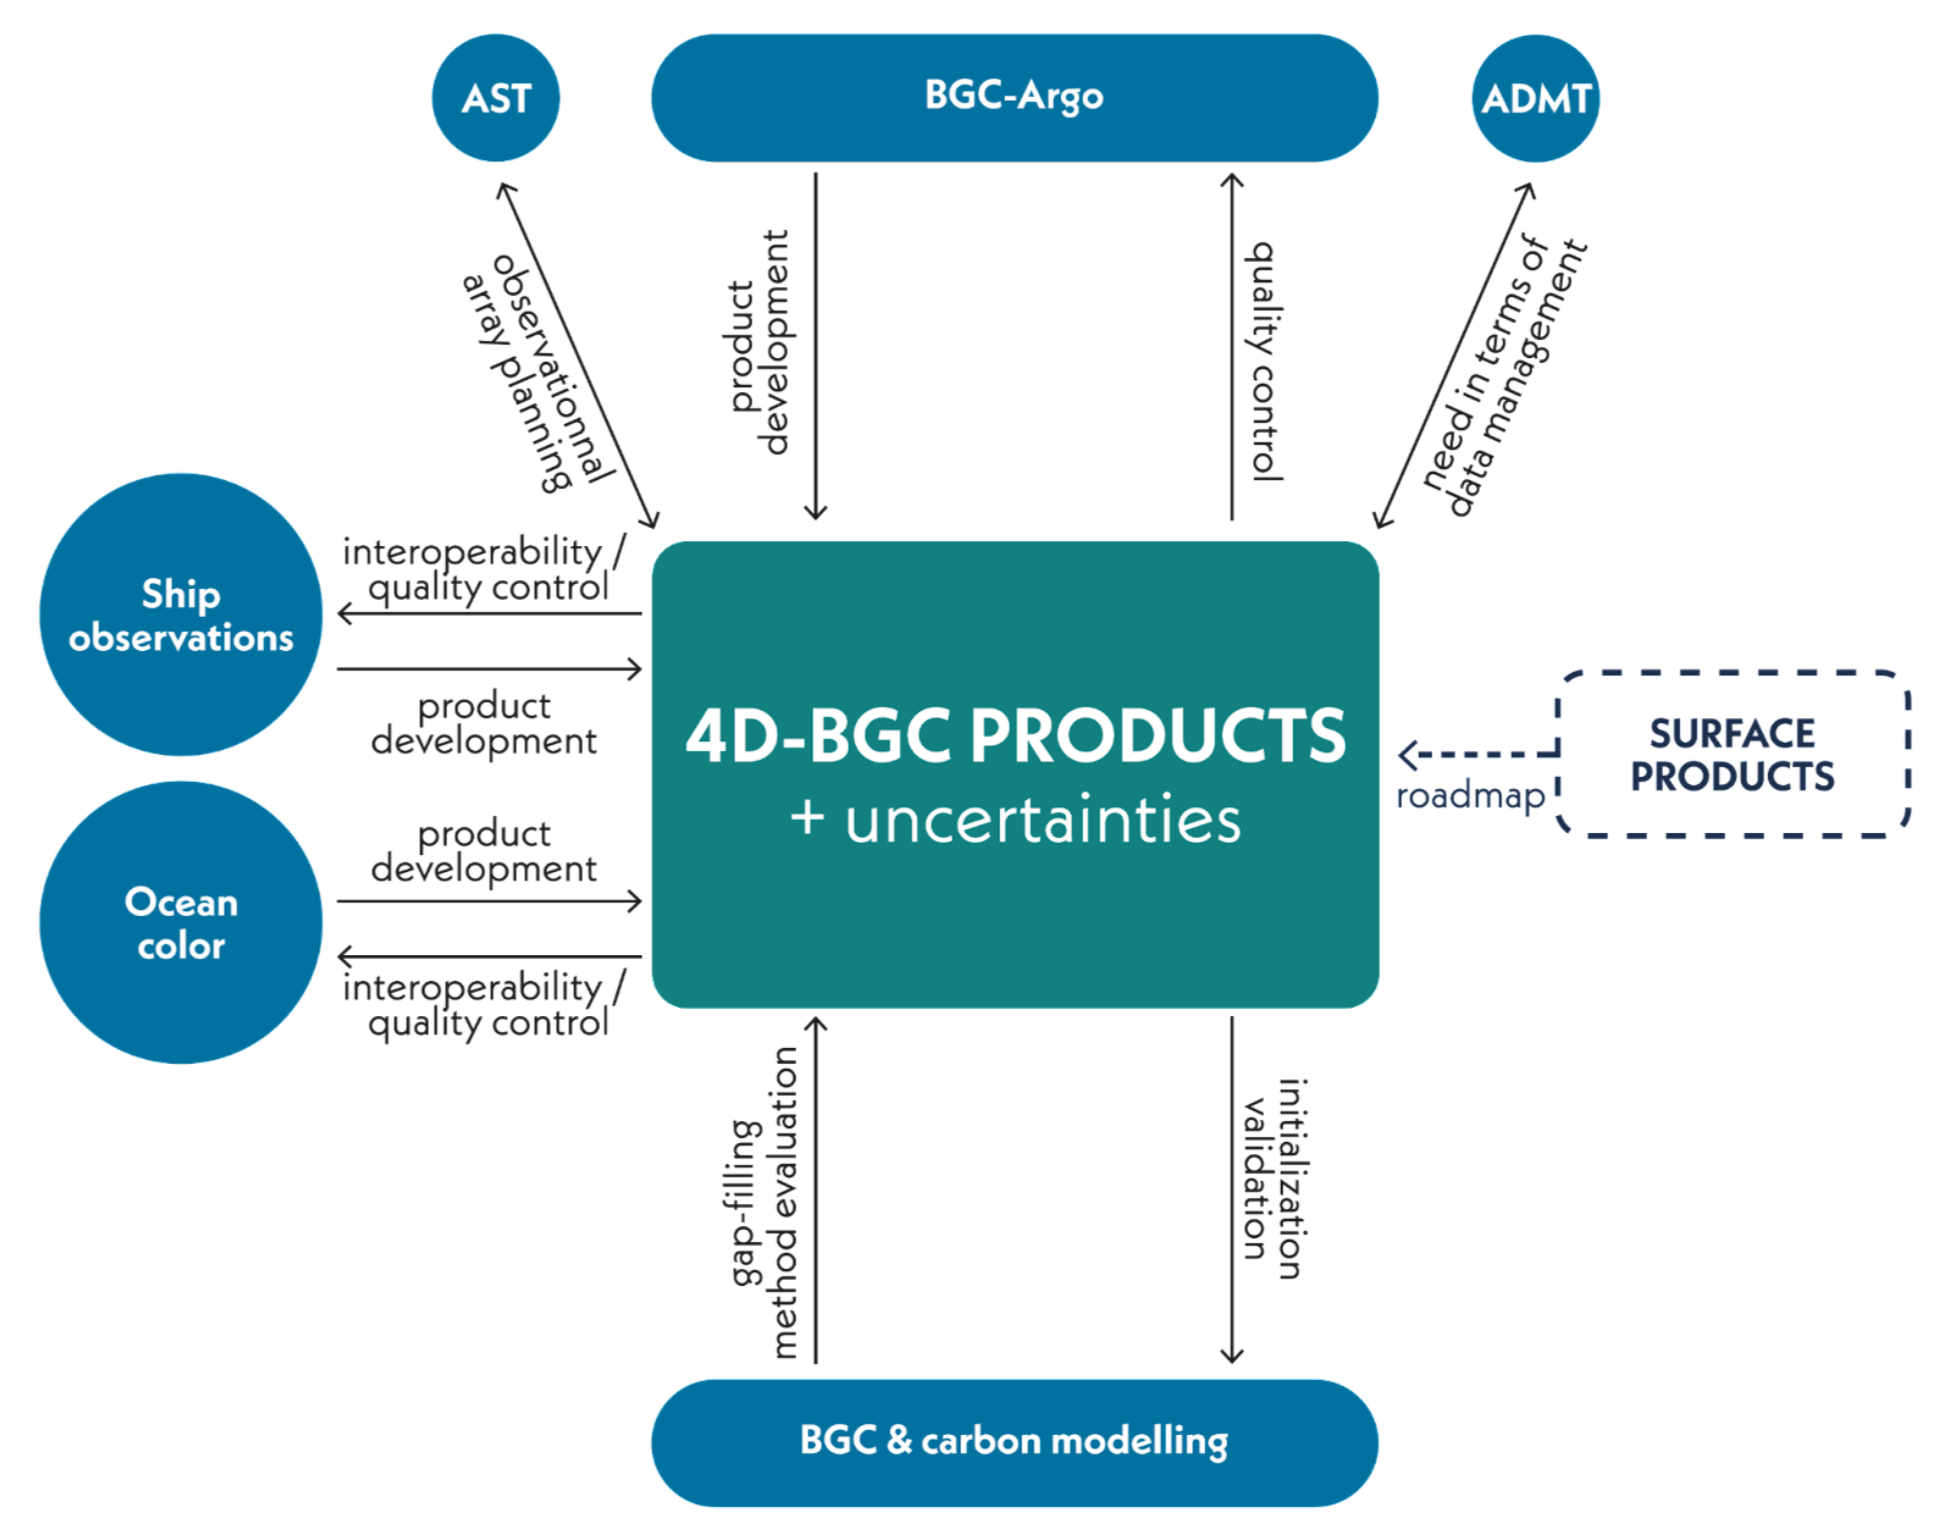 AST
BGC-Argo
ADMT
observationnal
array planning
product
development
quality control
need in terms of
data management
Ship
observations
interoperability /
quality control
product
development
4D-BGC PRODUCTS
+ uncertainties
SURFACE
PRODUCTS
roadmap
Ocean
color
product
development
interoperability /
quality control
gap-filling
method evaluation
initialization
validation
BGC & carbon modelling